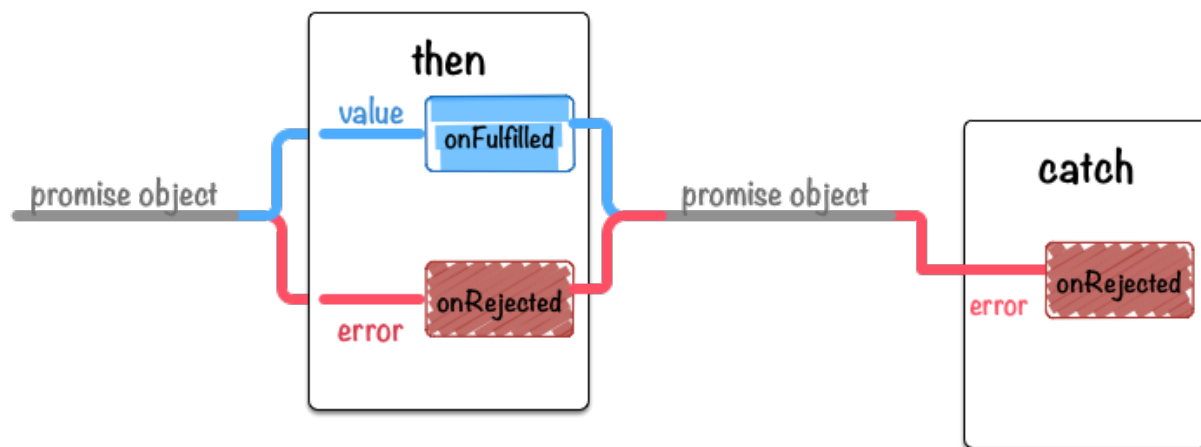 then
value
onFulfilled
promise object
error
onRejected
promise object
catch
error
onRejected